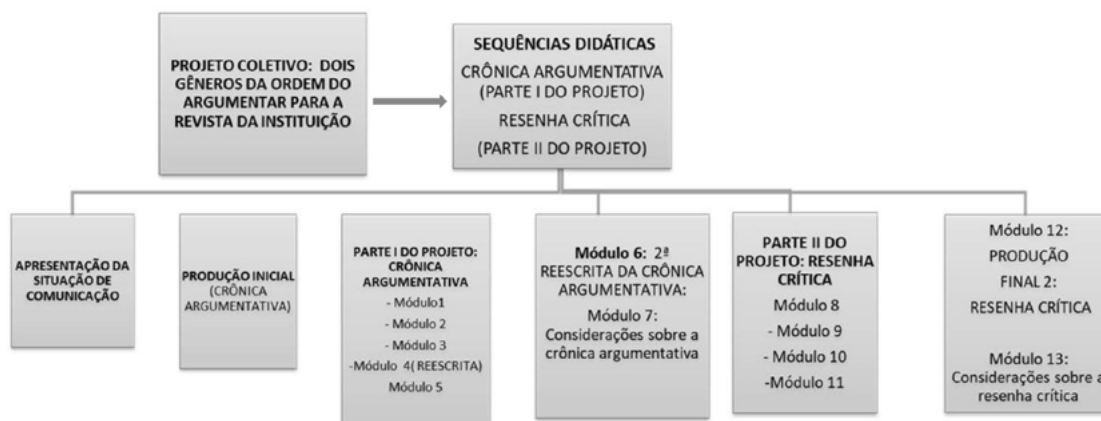 PROJETO COLETIVO: DOIS
GÊNEROS DA ORDEM DO
ARGUMENTAR PARA A
REVISTA DA INSTITUIÇÃO
SEQUÊNCIAS DIDÁTICAS
CRÔNICA ARGUMENTATIVA
(PARTE I DO PROJETO)
RESENHA CRÍTICA
(PARTE II DO PROJETO)
APRESENTAÇÃO DA
SITUAÇÃO DE
COMUNICAÇÃO
PRODUÇÃO INICIAL
(CRÔNICA
ARGUMENTATIVA)
PARTE I DO PROJETO:
CRÔNICA
ARGUMENTATIVA
- Módulo1
- Módulo 2
- Módulo 3
-Módulo 4( REESCRITA)
Módulo 5
Módulo 6: 2ª
REESCRITA DA CRÔNICA
ARGUMENTATIVA:
Módulo 7:
Considerações sobre a
crônica argumentativa
PARTE II DO
PROJETO: RESENHA
CRÍTICA
Módulo 8
- Módulo 9
- Módulo 10
-Módulo 11
Módulo 12:
PRODUÇÃO
FINAL 2:
RESENHA CRÍTICA
Módulo 13:
Considerações sobre a
resenha crítica